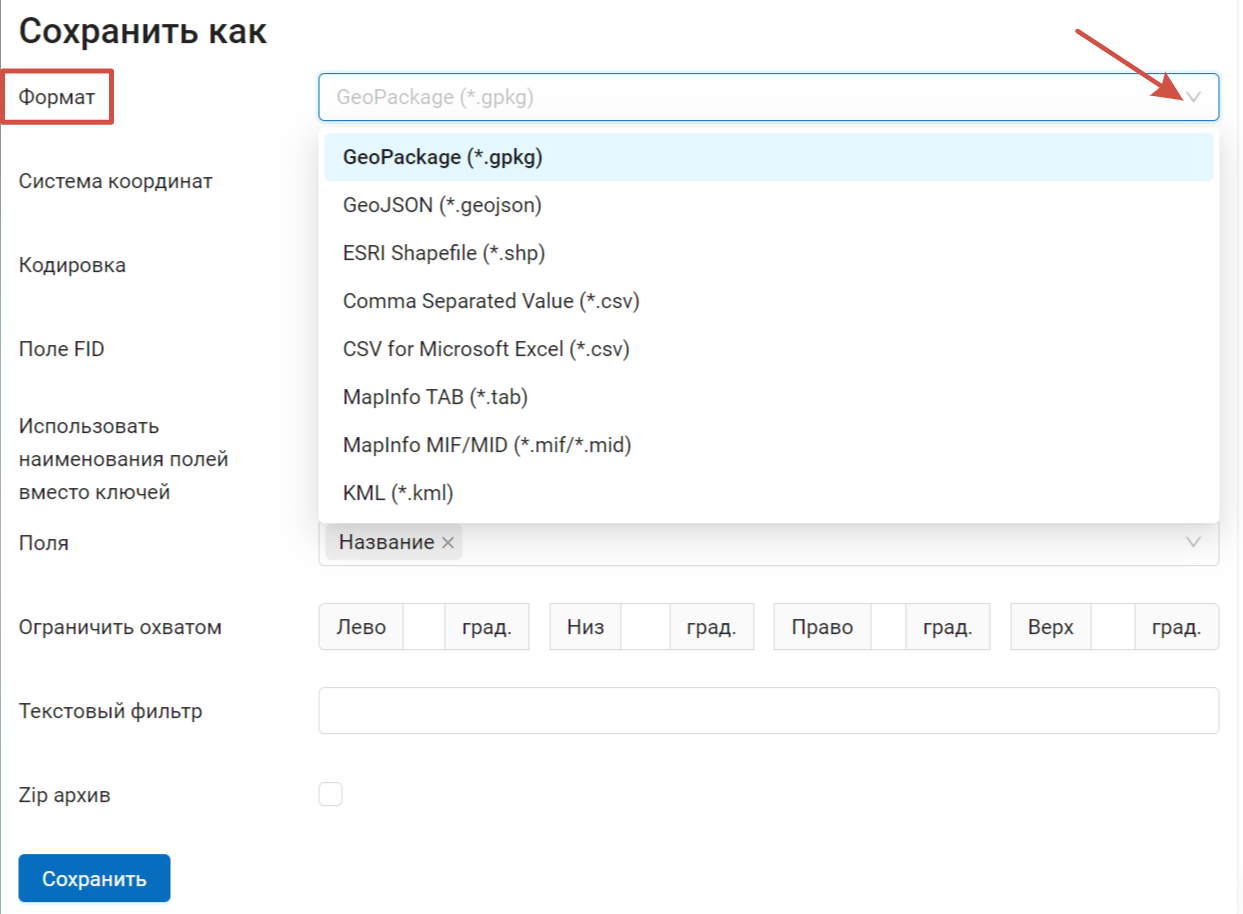 Сохранить как
Формат
GeoPackage (*.gpkg)
GeoPackage (*.gpkg)
GeoJSON (*.geojson)
ESRI Shapefile (*.shp)
Comma Separated Value (*.csv)
CSV for Microsoft Excel (*.csv)
MapInfo TAB (*.tab)
MapInfo MIF/MID (*.mif/*.mid)
KML (*.kml)
Система координат
Кодировка
Поле FID
Использовать
наименования полей
вместо ключей
Поля
Название
Ограничить охватом
Лево град. Низ град. Право град. Верх град.
Текстовый фильтр
Zip архив
Сохранить